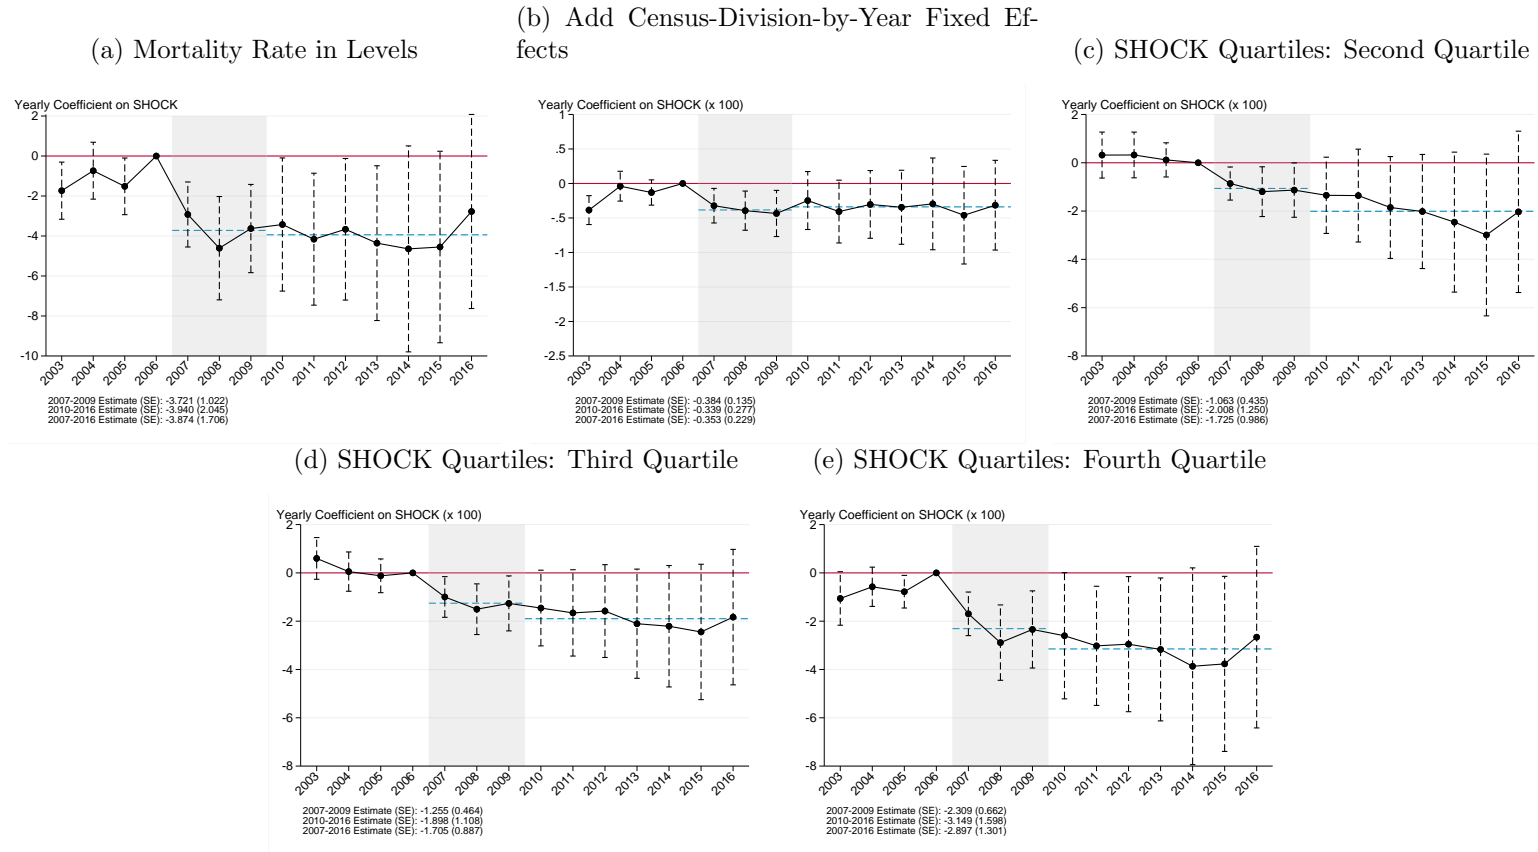 (a) Mortality Rate in Levels
Yearly Coefficient on SHOCK
2
0
-2
-4
-6
-8
-10
2003 2004 2005 2006 2007 2008 2009 2010 2011 2012 2013 2014 2015 2016
2007-2009 Estimate (SE): -3.721 (1.022)
2010-2016 Estimate (SE): -3.940 (2.045)
2007-2016 Estimate (SE): -3.874 (1.706)
(b) Add Census-Division-by-Year Fixed Ef-
fects
Yearly Coefficient on SHOCK (x 100)
1
.5
0
-.5
-1
-1.5
-2
-2.5
2003 2004 2005 2006 2007 2008 2009 2010 2011 2012 2013 2014 2015 2016
2007-2009 Estimate (SE): -0.384 (0.135)
2010-2016 Estimate (SE): -0.339 (0.277)
2007-2016 Estimate (SE): -0.353 (0.229)
(c) SHOCK Quartiles: Second Quartile
Yearly Coefficient on SHOCK (x 100)
2
0
-2
-4
-6
-8
2003 2004 2005 2006 2007 2008 2009 2010 2011 2012 2013 2014 2015 2016
2007-2009 Estimate (SE): -1.063 (0.435)
2010-2016 Estimate (SE): -2.008 (1.250)
2007-2016 Estimate (SE): -1.725 (0.986)
(d) SHOCK Quartiles: Third Quartile
Yearly Coefficient on SHOCK (x 100)
2
0
-2
-4
-6
-8
2003 2004 2005 2006 2007 2008 2009 2010 2011 2012 2013 2014 2015 2016
2007-2009 Estimate (SE): -1.255 (0.464)
2010-2016 Estimate (SE): -1.898 (1.108)
2007-2016 Estimate (SE): -1.705 (0.887)
(e) SHOCK Quartiles: Fourth Quartile
Yearly Coefficient on SHOCK (x 100)
2
0
-2
-4
-6
-8
2003 2004 2005 2006 2007 2008 2009 2010 2011 2012 2013 2014 2015 2016
2007-2009 Estimate (SE): -2.309 (0.662)
2010-2016 Estimate (SE): -3.149 (1.598)
2007-2016 Estimate (SE): -2.897 (1.301)